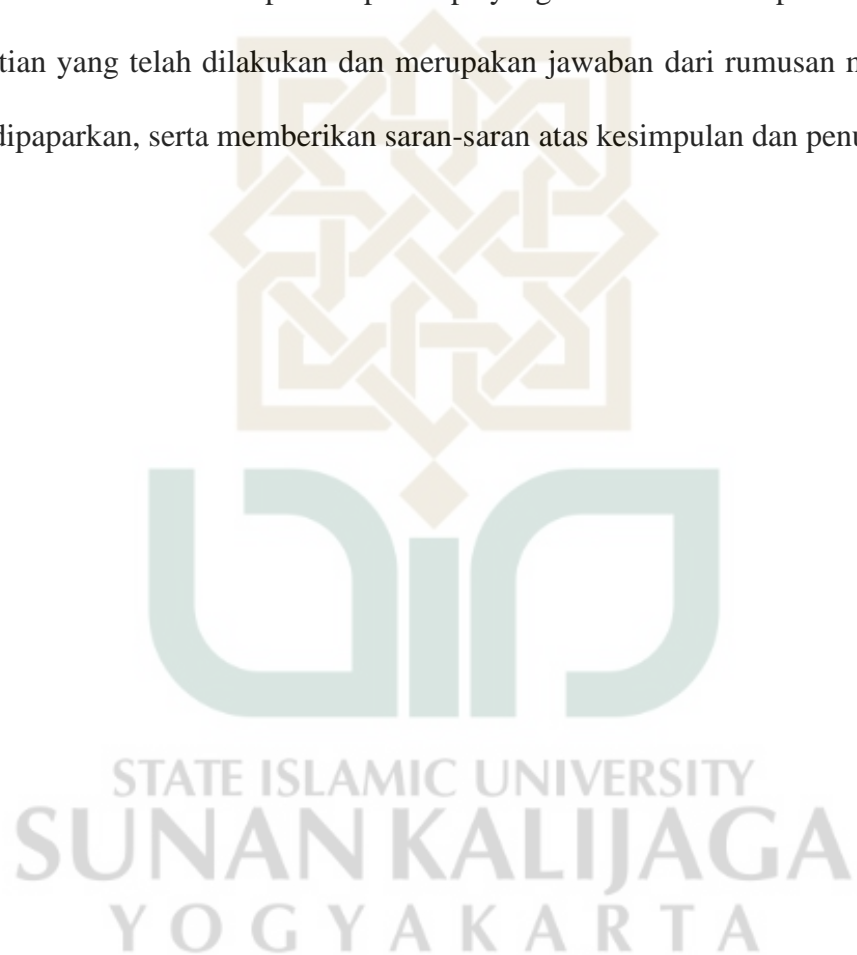 tian yang telah dilakukan dan merupakan jawaban dari rumusan m
dipaparkan, serta memberikan saran-saran atas kesimpulan dan penu
STATE ISLAMIC UNIVERSITY
SUNAN KALIJAGA
YOGYAKARTA